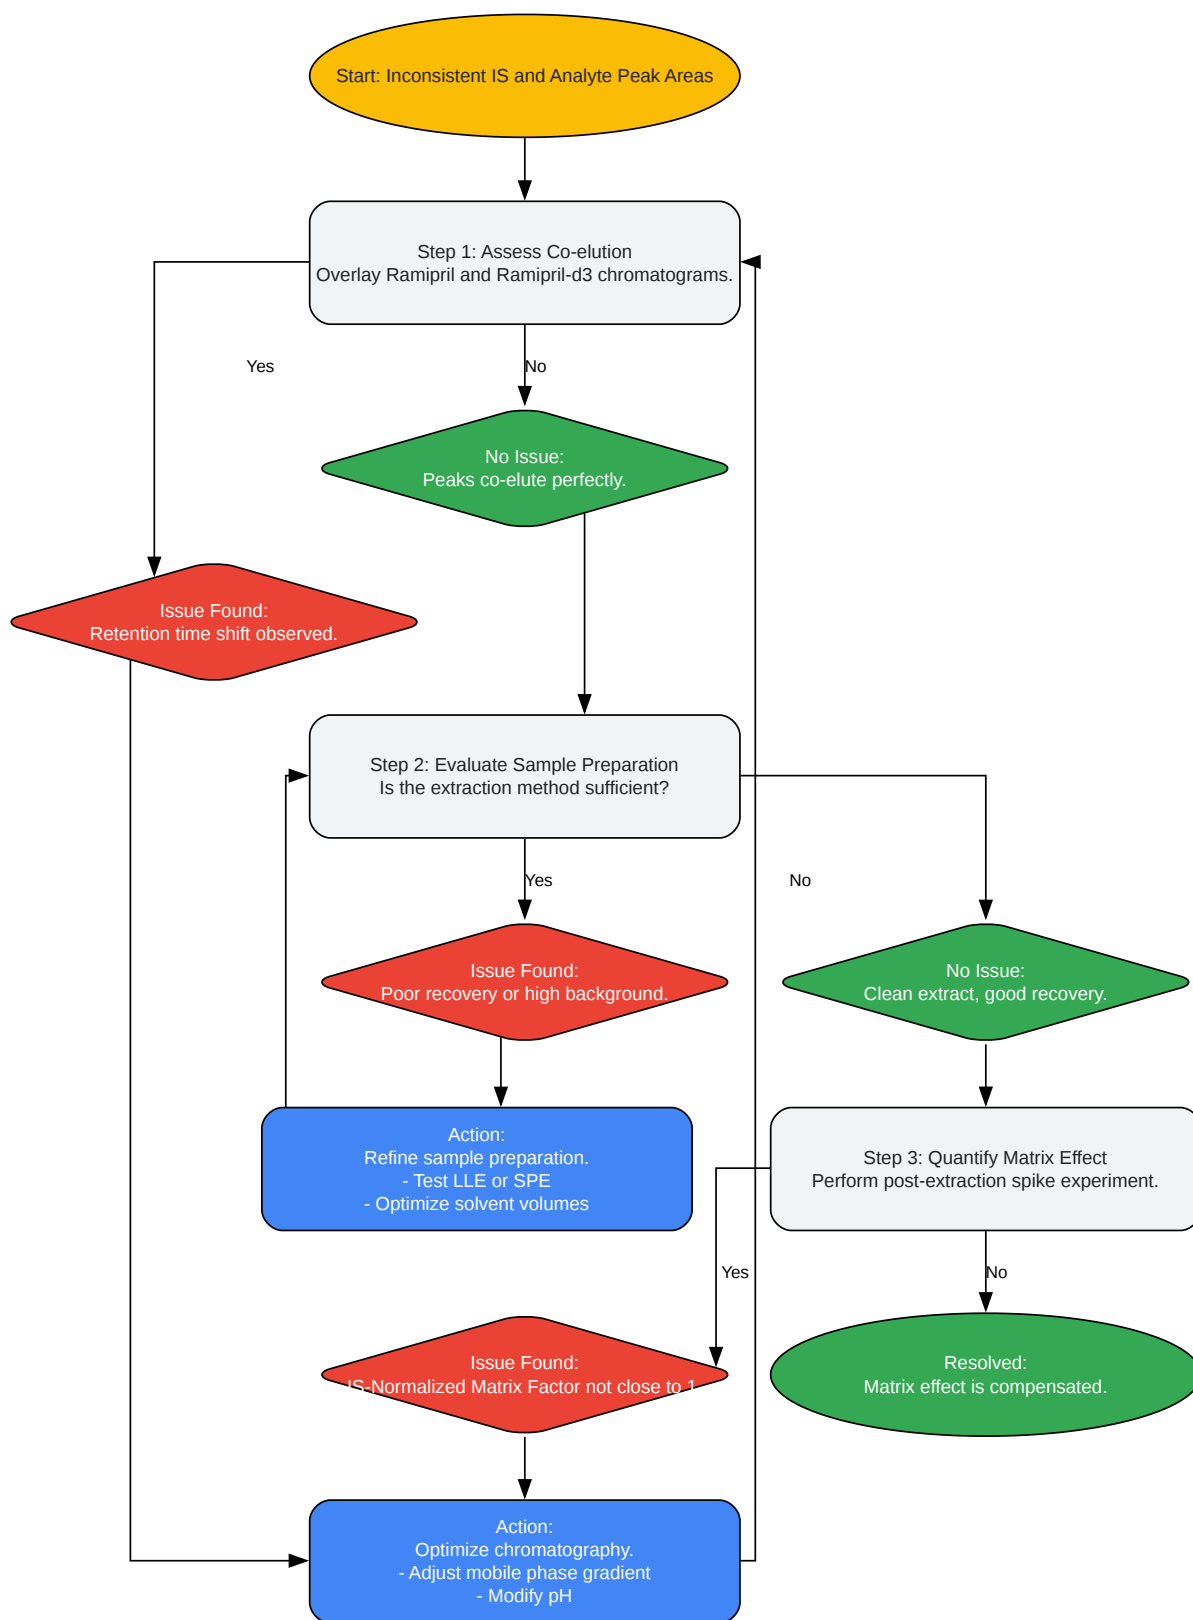 Start: Inconsistent IS and Analyte Peak Areas
Step 1: Assess Co-elution
Overlay Ramipril and Ramipril-d3 chromatograms.
Yes
No
No Issue:
Peaks co-elute perfectly.
Issue Found:
Retention time shift observed.
Step 2: Evaluate Sample Preparation
Is the extraction method sufficient?
Yes
No
Issue Found:
Poor recovery or high background.
No Issue:
Clean extract, good recovery.
Action:
Refine sample preparation.
- Test LLE or SPE
- Optimize solvent volumes
Step 3: Quantify Matrix Effect
Perform post-extraction spike experiment.
Yes
No
Issue Found:
IS-Normalized Matrix Factor not close to 1.
Resolved:
Matrix effect is compensated.
Action:
Optimize chromatography.
- Adjust mobile phase gradient
- Modify pH